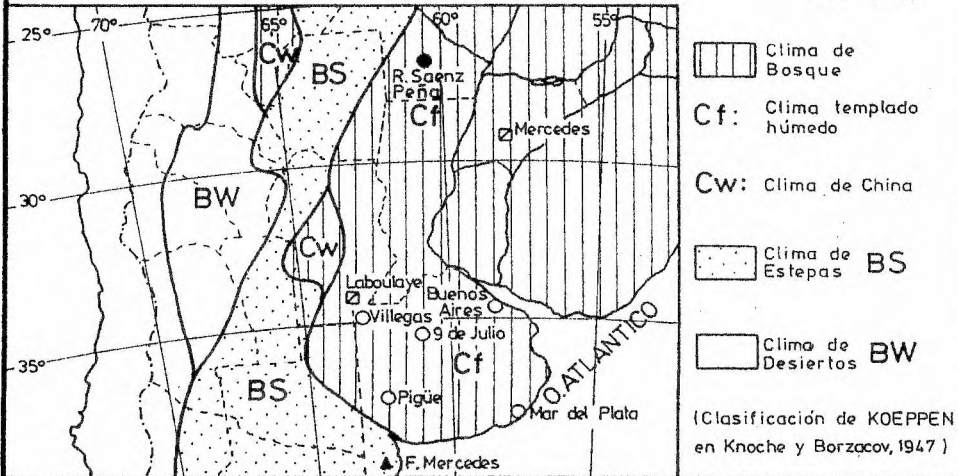 70°
65°
60°
55°
25°
30°
35°
Cw
BS
R. Saenz
Peña
Cf
Mercedes
BW
Cw
Laboulaye
Villegas
Buenos
Aires
9 de Julio
Cf
BS
Pigüe
Mar del Plata
O. ATLANTICO
F. Mercedes
Clima de
Bosque
Cf: Clima templado
húmedo
Cw: Clima de China
Clima de
Estepas BS
Clima de
Desiertos BW
(Clasificación de KOEPPEN
en Knoche y Borzacov, 1947)